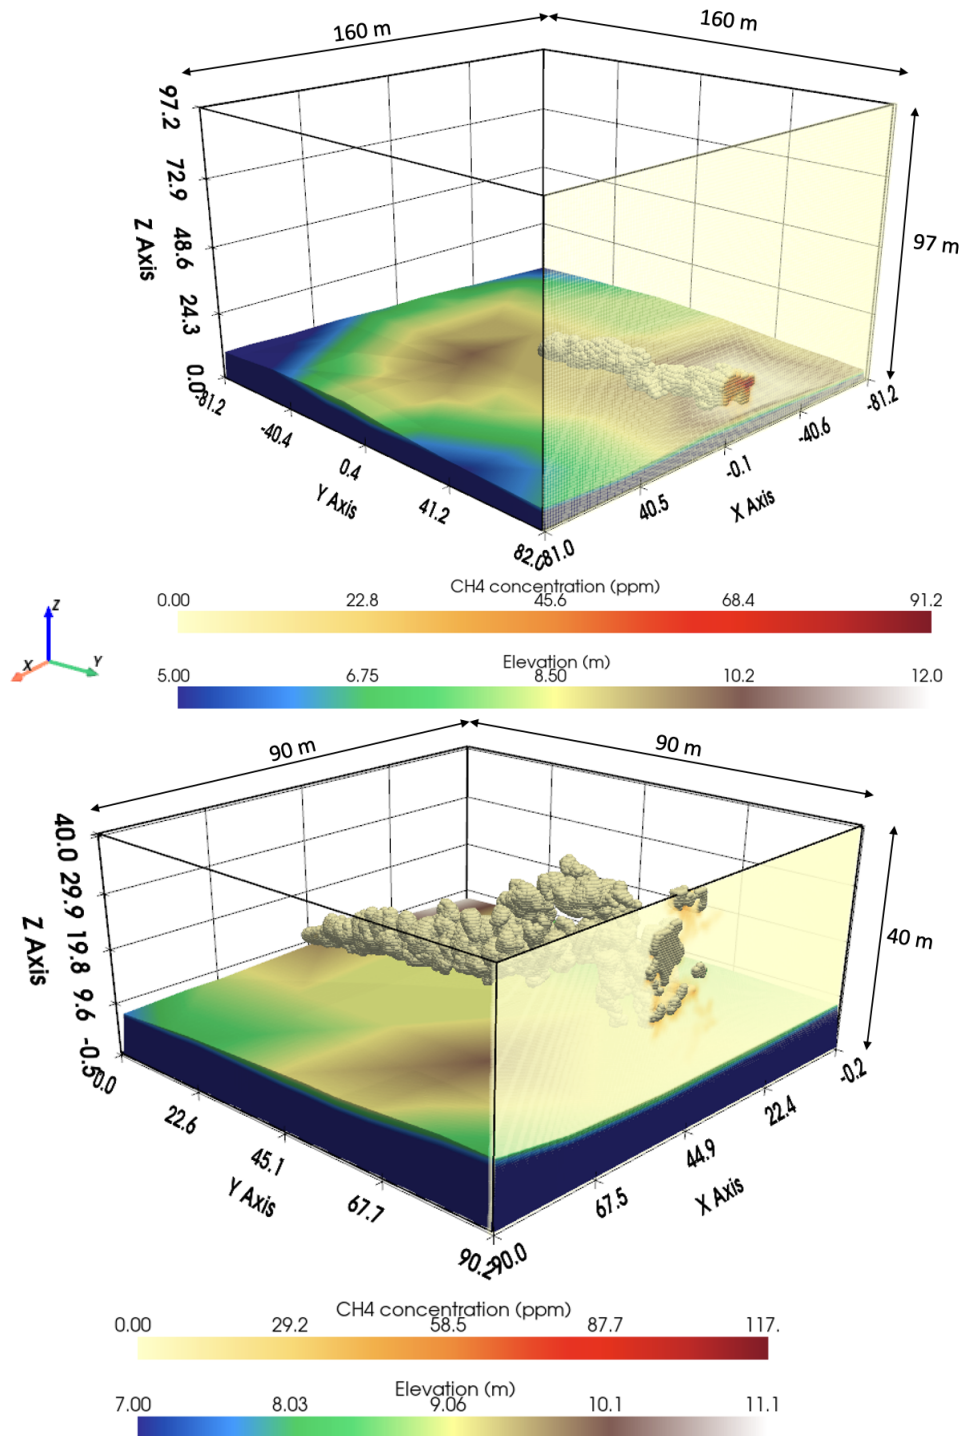 160 m 160 m
97.2
72.9
48.6
24.3
0.0
Z Axis
97 m
-81.2
-40.4
0.4
41.2
82.0
Y Axis
81.0
40.5
-0.1
-40.6
-81.2
X Axis
CH4 concentration (ppm)
0.00 22.8 45.6 68.4 91.2
Z
X Y
Elevation (m)
5.00 6.75 8.50 10.2 12.0
90 m 90 m
40.0
29.9
19.8
9.6
-0.5
Z Axis
40 m
0.0
22.6
45.1
67.7
90.2
Y Axis
90.0
67.5
44.9
22.4
-0.2
X Axis
CH4 concentration (ppm)
0.00 29.2 58.5 87.7 117.
Elevation (m)
7.00 8.03 9.06 10.1 11.1